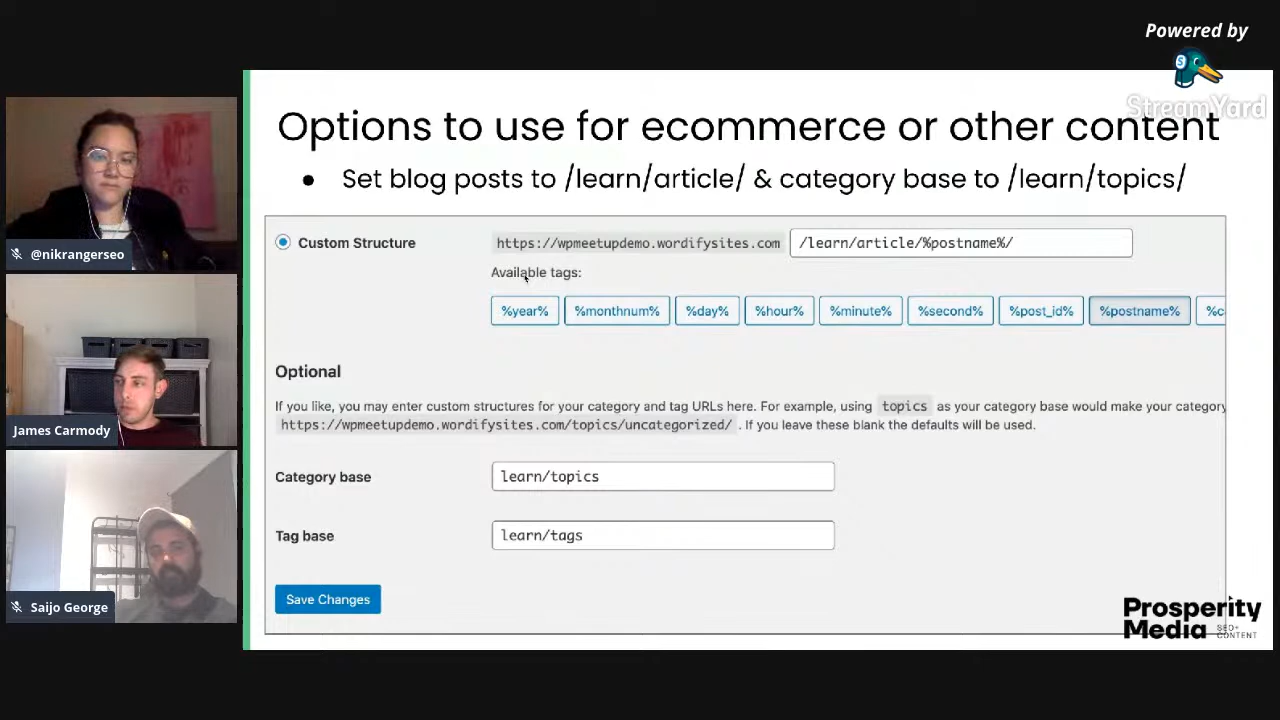 Powered by
StreamYard
Options to use for ecommerce or other content
● Set blog posts to /learn/article/ & category base to /learn/topics/
Custom Structure https://wpmeetupdemo.wordifysites.com /learn/article/%postname%/
Available tags:
%year% %monthnum% %day% %hour% %minute% %second% %post_id% %postname% %c
Optional
If you like, you may enter custom structures for your category and tag URLs here. For example, using topics as your category base would make your category
https://wpmeetupdemo.wordifysites.com/topics/uncategorized/ . If you leave these blank the defaults will be used.
Category base learn/topics
Tag base learn/tags
Save Changes
Prosperity
Media SEO+
CONTENT
@nikrangerseo
James Carmody
Saijo George